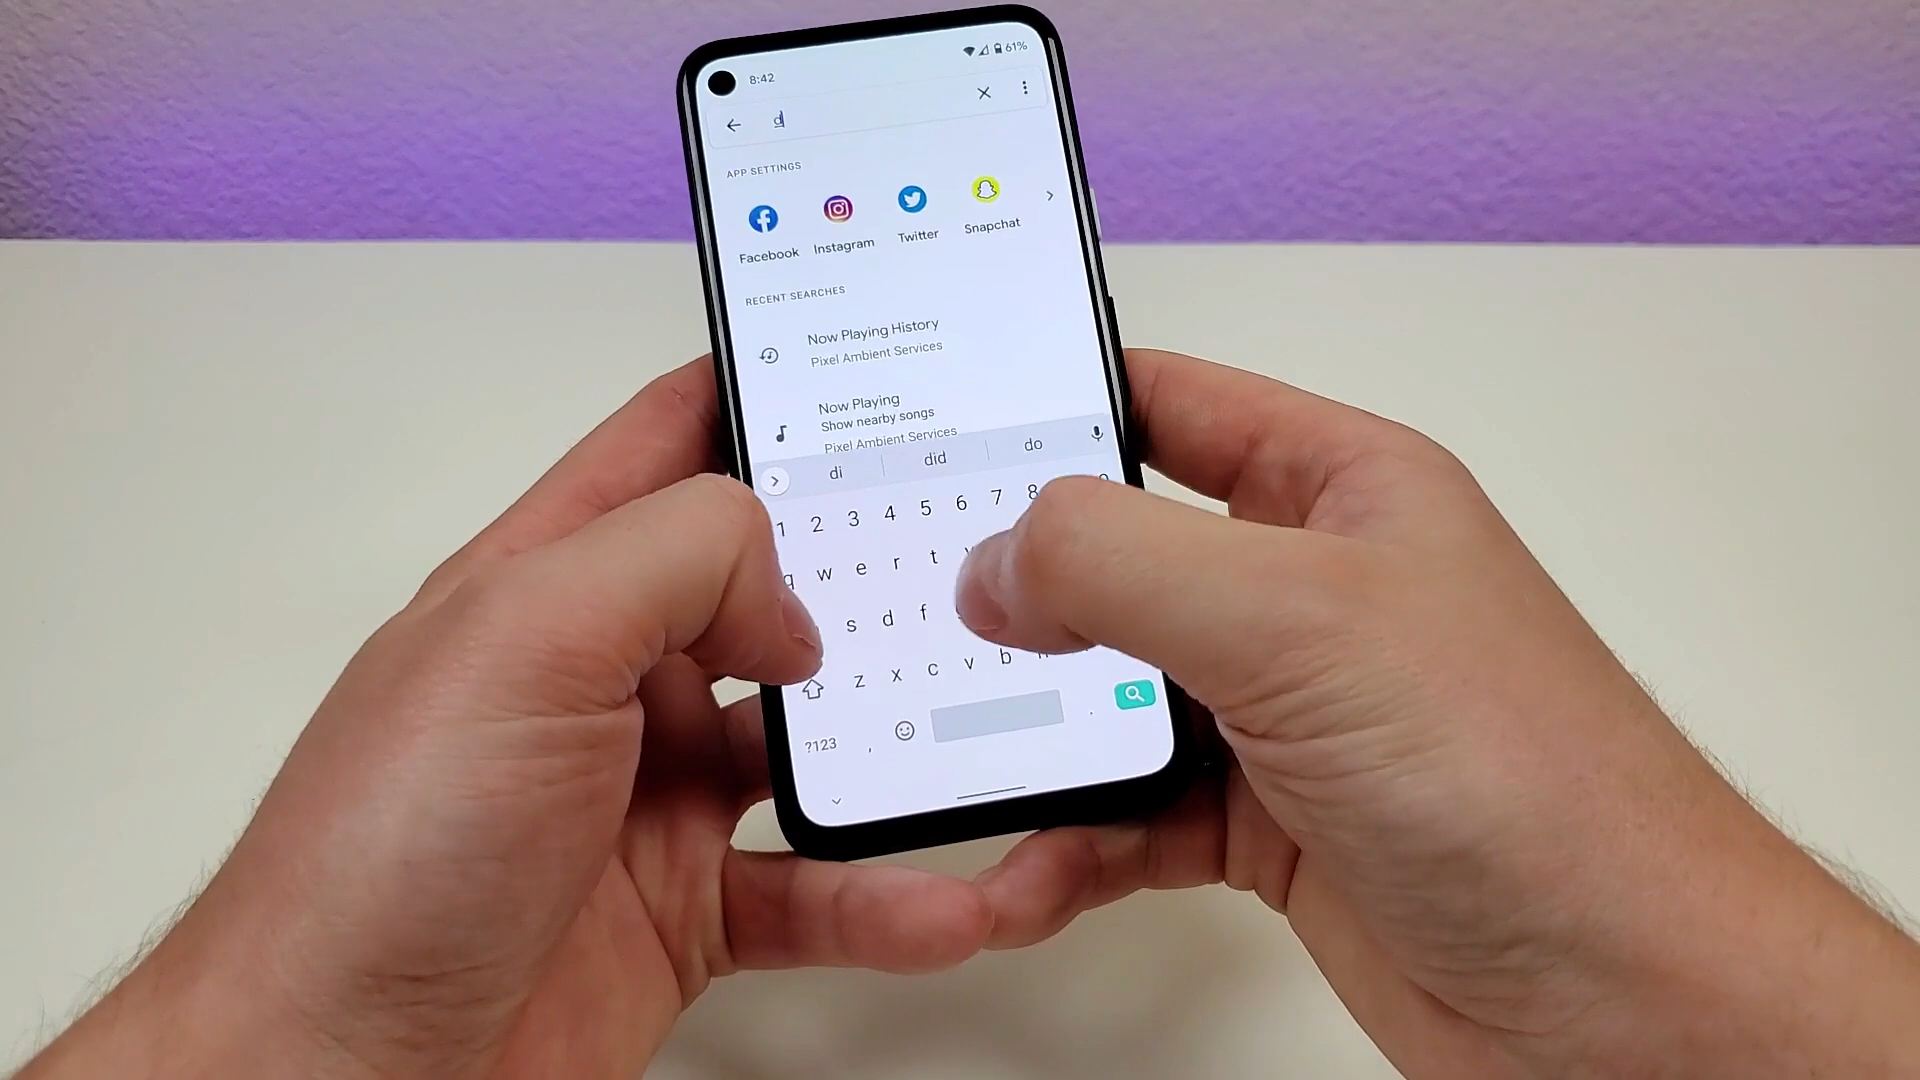 8:42
61%
d
APP SETTINGS
Facebook Instagram Twitter Snapchat
RECENT SEARCHES
Now Playing History
Pixel Ambient Services
Now Playing
Show nearby songs
Pixel Ambient Services
di did do
1 2 3 4 5 6 7 8
q w e r t
s d f
z x c v b
?123 , .